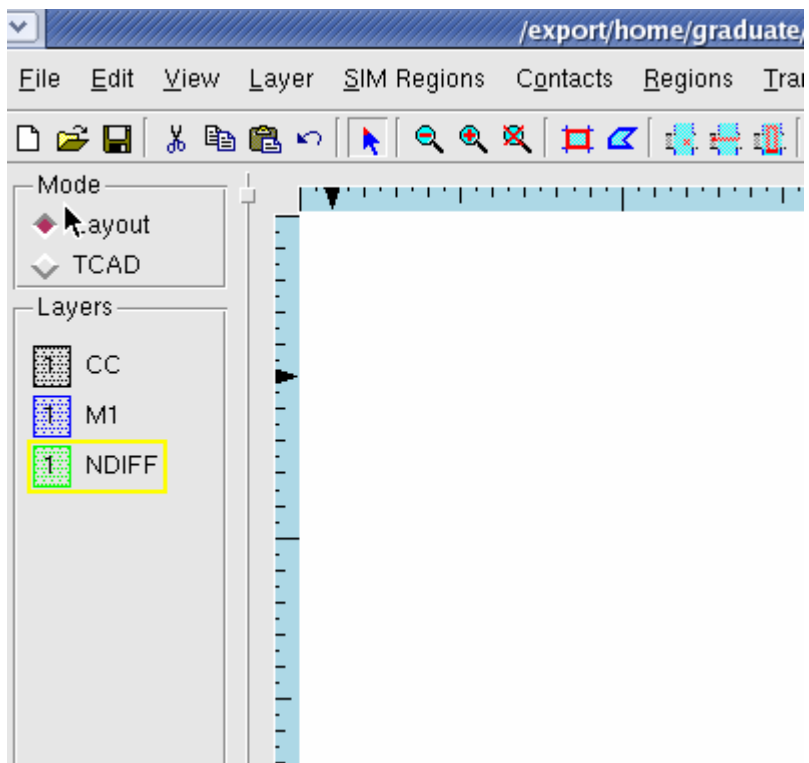 /export/home/graduate/
File Edit View Layer SIM Regions Contacts Regions
Mode
ayout
TCAD
Layers
1 CC
1 M1
1 NDIFF